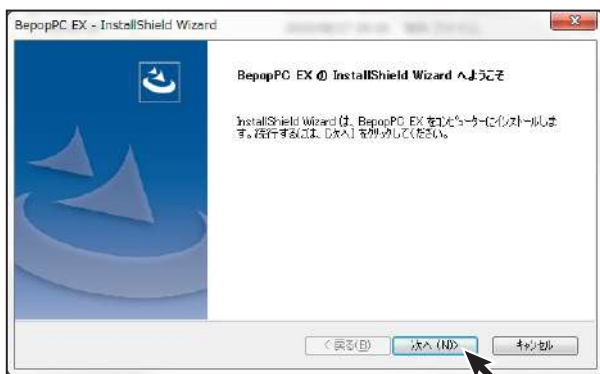 BepopPC EX - InstallShield Wizard
BepopPC EX の InstallShield Wizard へようこそ
InstallShield Wizard は、BepopPC EX をコンピューターにインストールしま
す。続行するには、[次へ] をクリックしてください。
< 戻る(B)
次へ (N)>
キャンセル